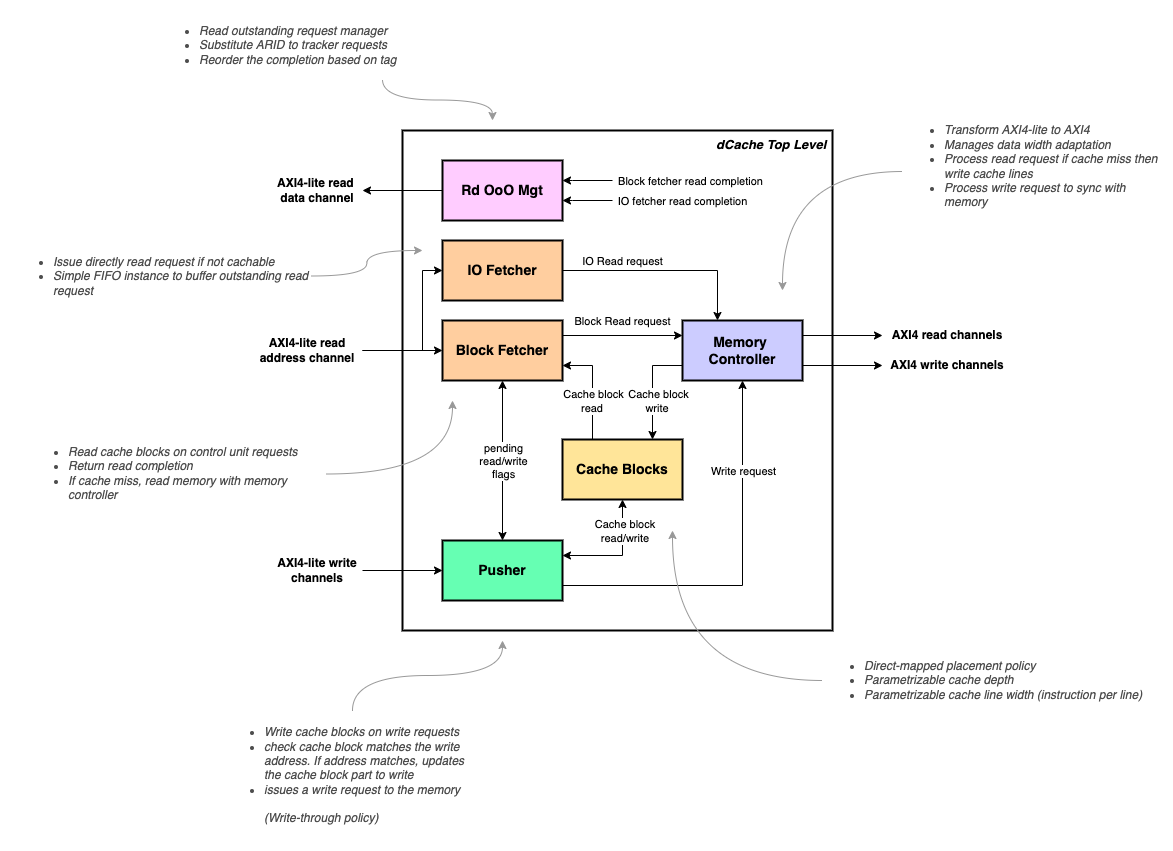 • Read outstanding request manager
• Substitute ARID to tracker requests
• Reorder the completion based on tag
dCache Top Level
• Transform AXI4-lite to AXI4
• Manages data width adaptation
• Process read request if cache miss then
write cache lines
• Process write request to sync with
memory
AXI4-lite read
data channel
Rd OoO Mgt
Block fetcher read completion
IO fetcher read completion
• Issue directly read request if not cachable
• Simple FIFO instance to buffer outstanding read
request
IO Fetcher
IO Read request
AXI4-lite read
address channel
Block Fetcher
Block Read request
Memory
Controller
AXI4 read channels
AXI4 write channels
Cache block
read
Cache block
write
• Read cache blocks on control unit requests
• Return read completion
• If cache miss, read memory with memory
controller
pending
read/write
flags
Cache Blocks
Write request
Cache block
read/write
AXI4-lite write
channels
Pusher
• Direct-mapped placement policy
• Parametrizable cache depth
• Parametrizable cache line width (instruction per line)
• Write cache blocks on write requests
• check cache block matches the write
address. If address matches, updates
the cache block part to write
• issues a write request to the memory
(Write-through policy)